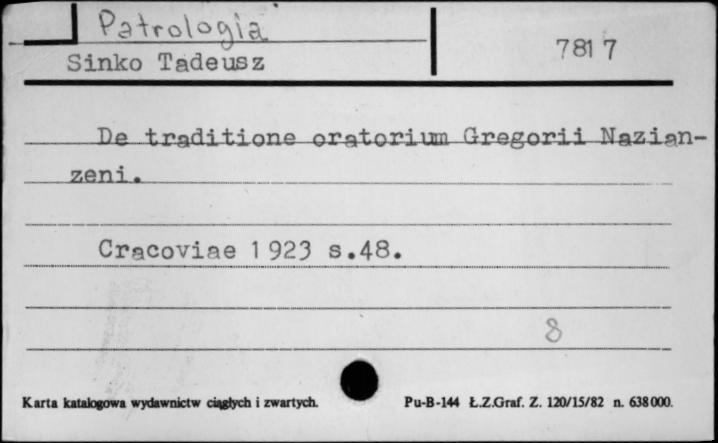 Patrologia
Sinko Tadeusz
7817
De traditione oratorium Gregorii Nazian-
zeni.
Cracoviae 1923 s.48.
8
Karta katalogowa wydawnictw ciągłych i zwartych.
Pu-B-144 Ł.Z.Graf. Z. 120/15/82 n. 638000.